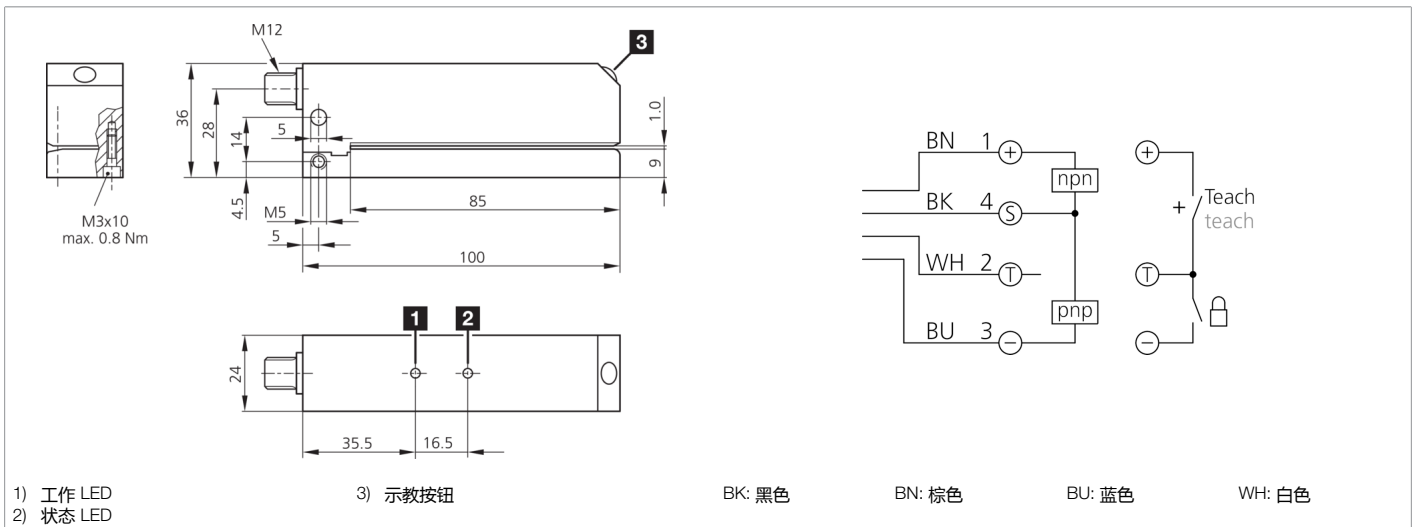 M12
3
36
28
14
5
4.5
M5
5
1.0
9
85
100
M3x10
max. 0.8 Nm
1
2
24
35.5
16.5
BN 1 +
npn
BK 4 S
WH 2 T
pnp
BU 3 −
+
+ Teach
teach
T
−
1) 工作 LED
2) 状态 LED
3) 示教按钮
BK: 黑色
BN: 棕色
BU: 蓝色
WH: 白色